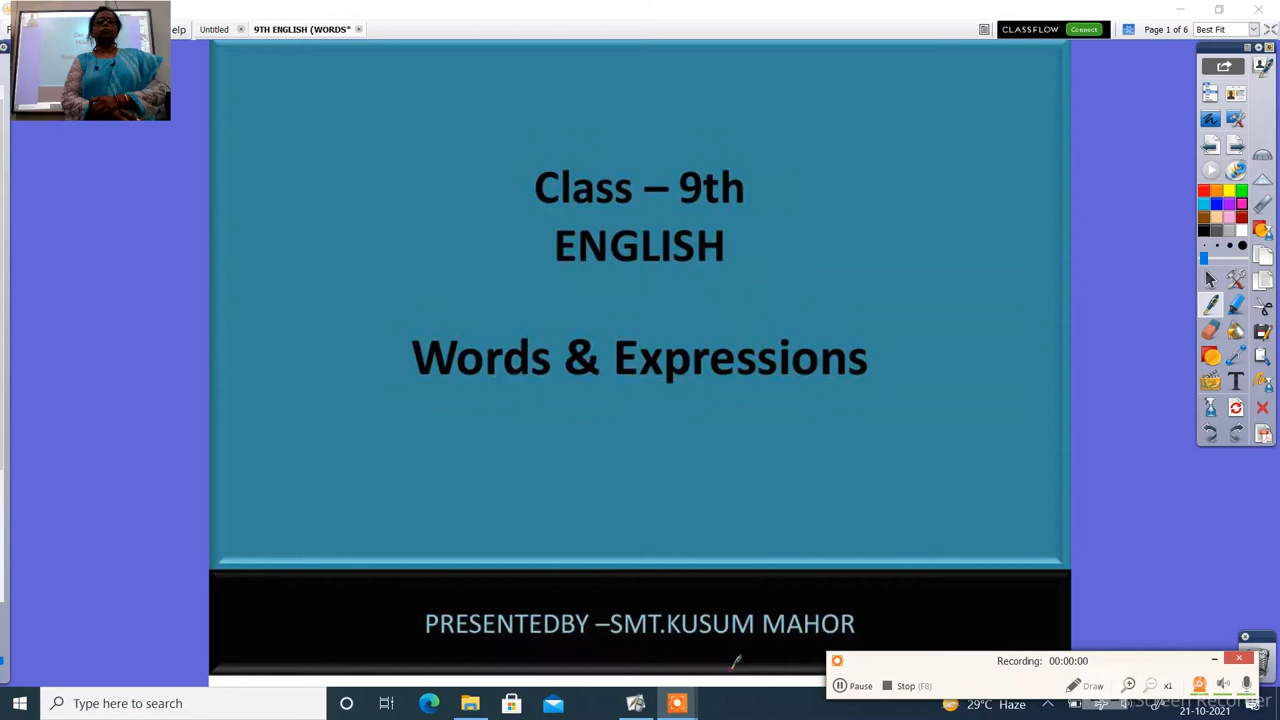 elp
Untitled
9TH ENGLISH (WORDS*
CLASSFLOW
Connect
Page 1 of 6
Best Fit
Class – 9th
ENGLISH
Words & Expressions
PRESENTEDBY –SMT.KUSUM MAHOR
Recording: 00:00:00
Pause
Stop (F8)
Draw
x1
Type here to search
29°C Haze
21-10-2021